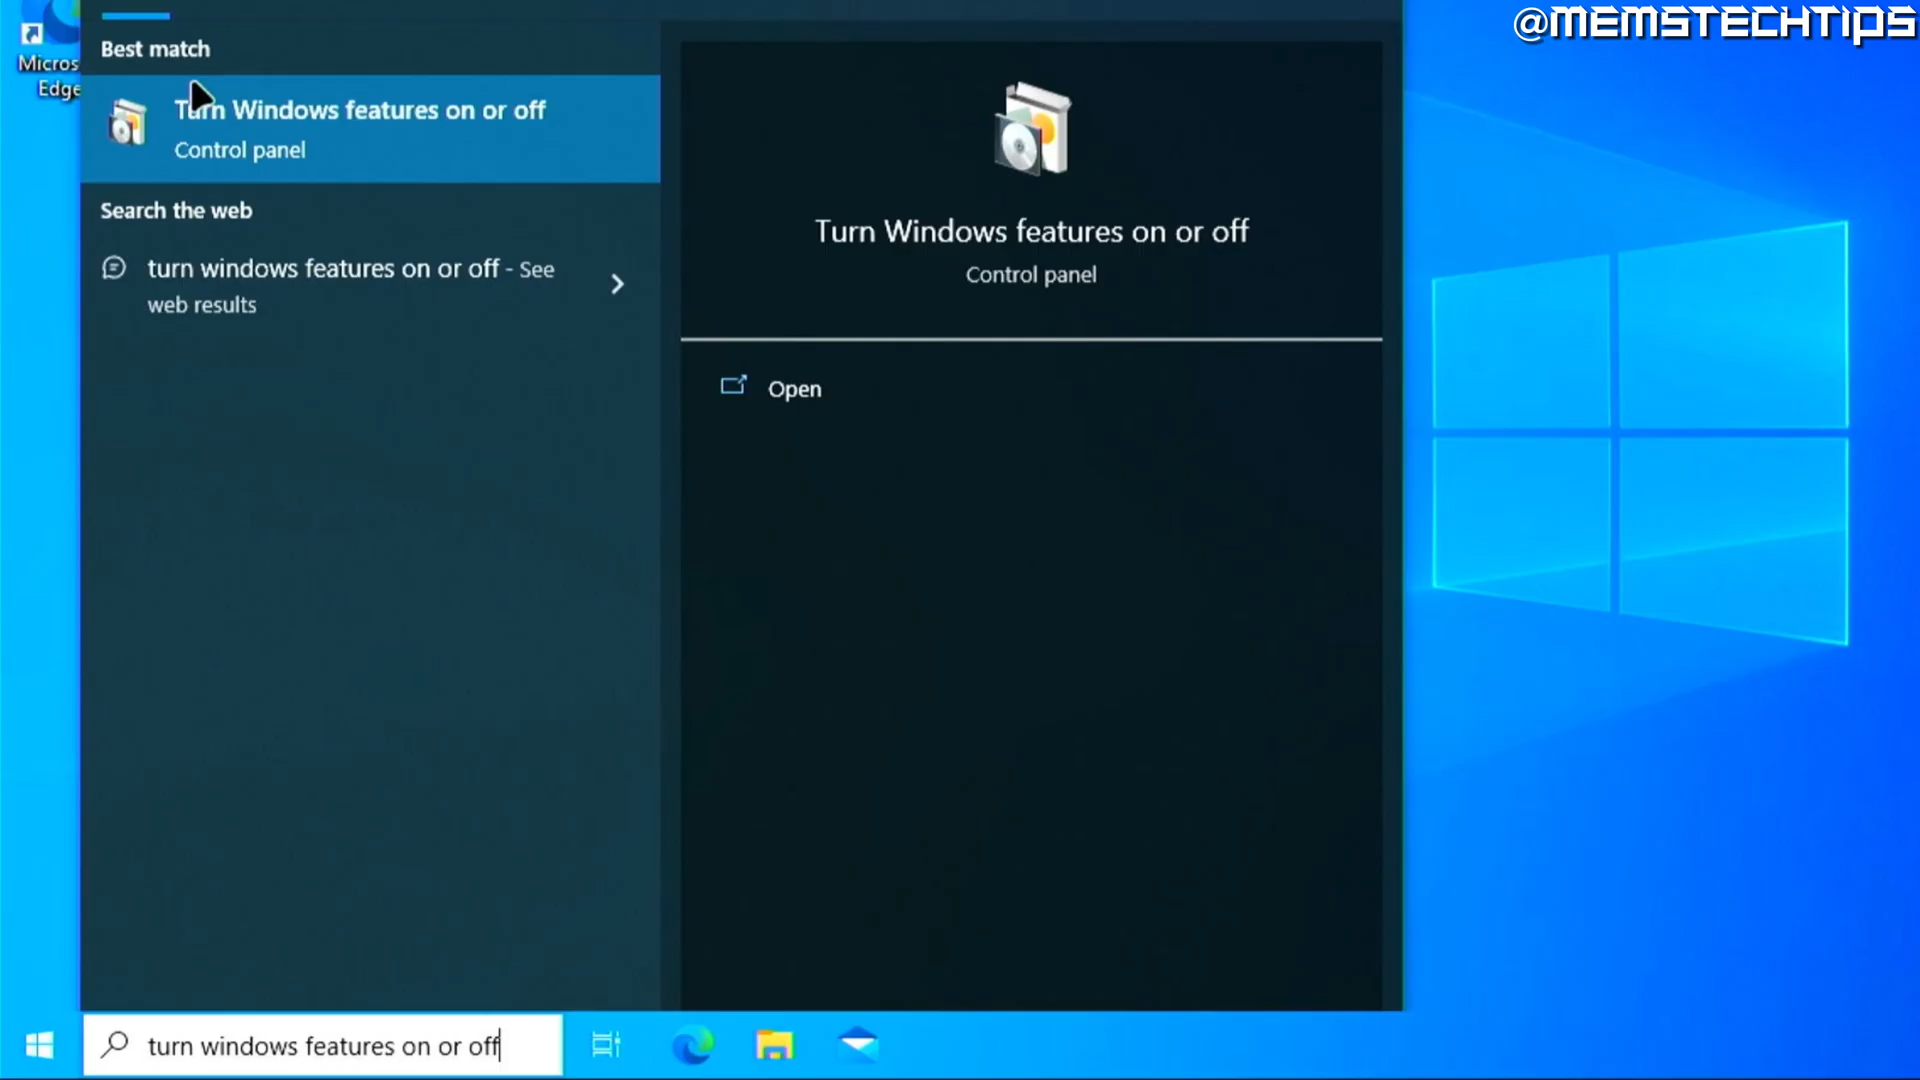 @MEMSTECHTIPS
Micros
Edge
Best match
Turn Windows features on or off
Control panel
Search the web
turn windows features on or off - See
web results
Turn Windows features on or off
Control panel
Open
turn windows features on or off